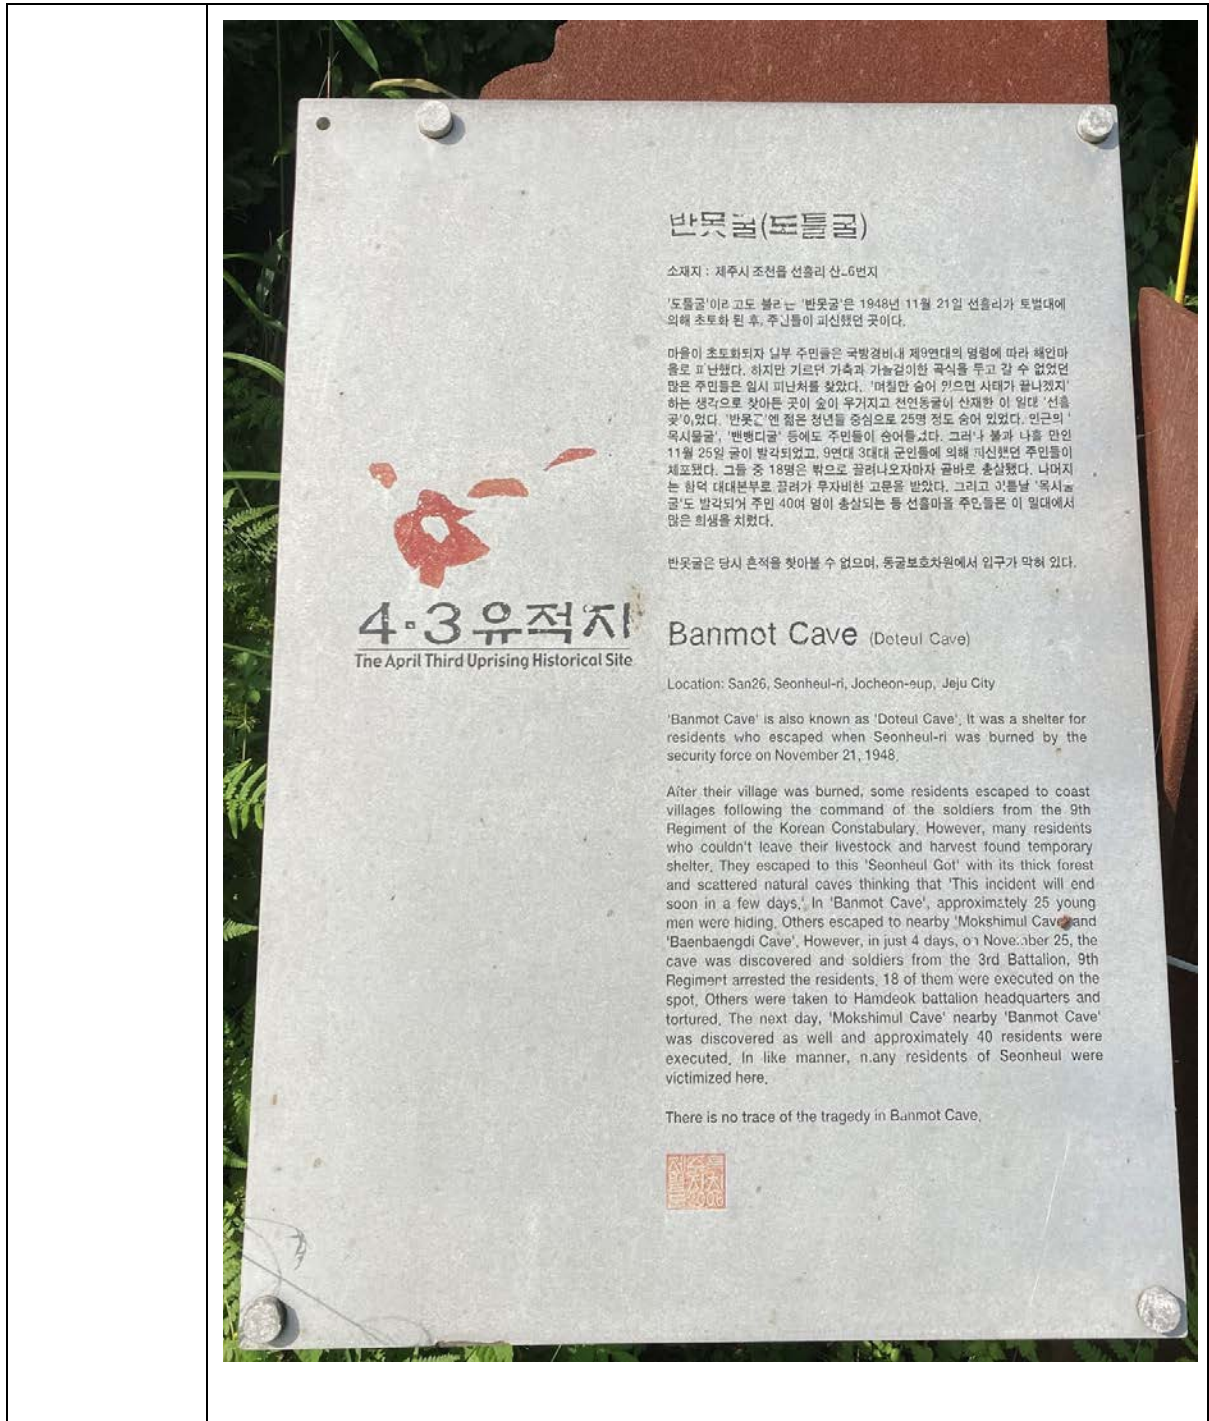 반못굴(도틀굴)
소재지 : 제주시 조천읍 선흘리 산26번지
'도틀굴'이라고도 불리는 '반못굴'은 1948년 11월 21일 선흘리가 토벌대에
의해 초토화 된 후, 주민들이 피신했던 곳이다.
마을이 초토화되자 일부 주민들은 국방경비대 제9연대의 명령에 따라 해안마
을로 피난했다. 하지만 기르던 가축과 가을걷이한 곡식을 두고 갈 수 없었던
많은 주민들은 임시 피난처를 찾았다. '며칠만 숨어 있으면 사태가 끝나겠지'
하는 생각으로 찾아든 곳이 숲이 우거지고 천연동굴이 산재한 이 일대 '선흘
곶'이었다. '반못굴'엔 젊은 청년들 중심으로 25명 정도 숨어 있었다. 인근의 '
목시물굴', '밴뱅디굴' 등에도 주민들이 숨어들었다. 그러나 불과 나흘 만인
11월 25일 굴이 발각되었고, 9연대 3대대 군인들에 의해 피신했던 주민들이
체포됐다. 그들 중 18명은 밖으로 끌려나오자마자 곧바로 총살됐다. 나머지
는 함덕 대대본부로 끌려가 무자비한 고문을 받았다. 그리고 이튿날 '목시물
굴'도 발각되어 주민 40여 명이 총살되는 등 선흘마을 주민들은 이 일대에서
많은 희생을 치렀다.
반못굴은 당시 흔적을 찾아볼 수 없으며, 동굴보호차원에서 입구가 막혀 있다.
4·3유적지
The April Third Uprising Historical Site
Banmot Cave (Doteul Cave)
Location: San26, Seonheul-ri, Jocheon-eup, Jeju City
'Banmot Cave' is also known as 'Doteul Cave'. It was a shelter for
residents who escaped when Seonheul-ri was burned by the
security force on November 21, 1948.
After their village was burned, some residents escaped to coast
villages following the command of the soldiers from the 9th
Regiment of the Korean Constabulary. However, many residents
who couldn't leave their livestock and harvest found temporary
shelter. They escaped to this 'Seonheul Got' with its thick forest
and scattered natural caves thinking that 'This incident will end
soon in a few days.' In 'Banmot Cave', approximately 25 young
men were hiding. Others escaped to nearby 'Mokshimul Cave' and
'Baenbaengdi Cave'. However, in just 4 days, on November 25, the
cave was discovered and soldiers from the 3rd Battalion, 9th
Regiment arrested the residents. 18 of them were executed on the
spot. Others were taken to Hamdeok battalion headquarters and
tortured. The next day, 'Mokshimul Cave' nearby 'Banmot Cave'
was discovered as well and approximately 40 residents were
executed. In like manner, many residents of Seonheul were
victimized here.
There is no trace of the tragedy in Banmot Cave.